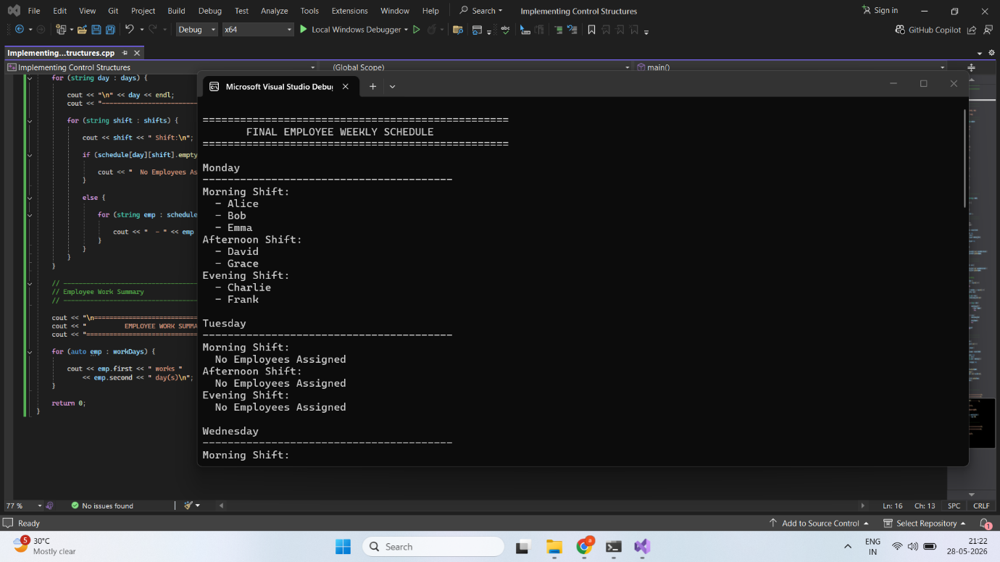 File Edit View Git Project Build Debug Test Analyze Tools Extensions Window Help Search Implementing Control Structures Sign in
Debug x64 Local Windows Debugger GitHub Copilot
Implementing...tructures.cpp
Implementing Control Structures (Global Scope) main()
for (string day : days) {
cout << "\n" << day << endl;
cout << "----------------------------
for (string shift : shifts) {
cout << shift << " Shift:\n";
if (schedule[day][shift].empty
cout << "  No Employees As
}
else {
for (string emp : schedule
cout << "  - " << emp
}
}
}
}
// -----------------------------------
// Employee Work Summary
// -----------------------------------
cout << "\n===========================
cout << "          EMPLOYEE WORK SUMMA
cout << "=============================
for (auto emp : workDays) {
cout << emp.first << " works "
<< emp.second << " day(s)\n";
}
return 0;
}
Microsoft Visual Studio Debu
=================================================
FINAL EMPLOYEE WEEKLY SCHEDULE
=================================================
Monday
----------------------------------------
Morning Shift:
- Alice
- Bob
- Emma
Afternoon Shift:
- David
- Grace
Evening Shift:
- Charlie
- Frank
Tuesday
----------------------------------------
Morning Shift:
No Employees Assigned
Afternoon Shift:
No Employees Assigned
Evening Shift:
No Employees Assigned
Wednesday
----------------------------------------
Morning Shift:
77 % No issues found Ln: 16 Ch: 13 SPC CRLF
Ready Add to Source Control Select Repository 1
5 30°C
Mostly clear
Search
8
ENG
IN
21:22
28-05-2026